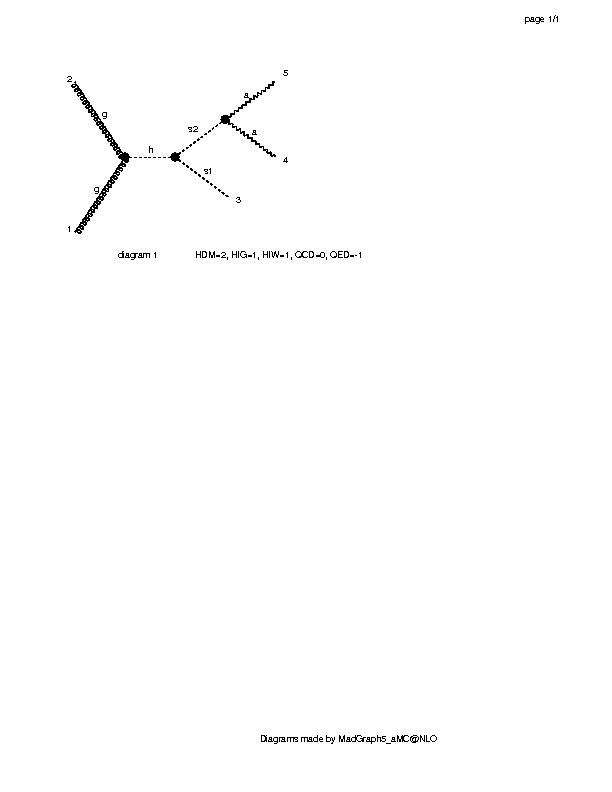 page 1/1
2
5
g
a
s2
a
h
4
s1
g
3
1
diagram 1 HDM=2, HIG=1, HIW=1, QCD=0, QED=-1
Diagrams made by MadGraph5_aMC@NLO